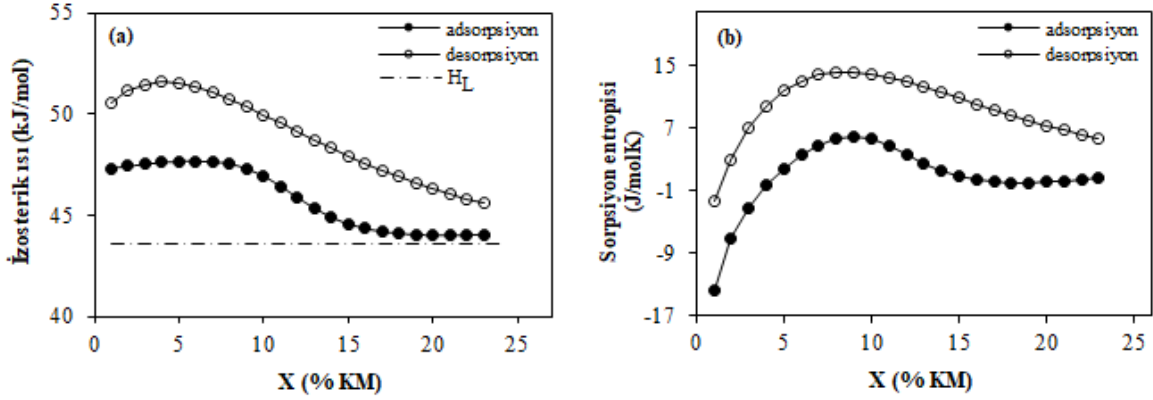 (a)
adsorpsiyon
desorpsiyon
H_L
İzosterik ısı (kJ/mol)
55
50
45
40
0 5 10 15 20 25
X (% KM)
(b)
adsorpsiyon
desorpsiyon
Sorpsiyon entropisi
(J/molK)
15
7
-1
-9
-17
0 5 10 15 20 25
X (% KM)